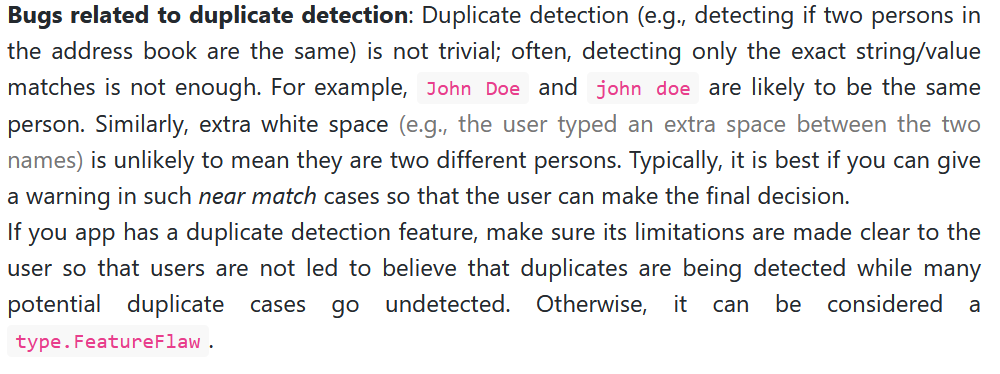 Bugs related to duplicate detection: Duplicate detection (e.g., detecting if two persons in
the address book are the same) is not trivial; often, detecting only the exact string/value
matches is not enough. For example, John Doe and john doe are likely to be the same
person. Similarly, extra white space (e.g., the user typed an extra space between the two
names) is unlikely to mean they are two different persons. Typically, it is best if you can give
a warning in such near match cases so that the user can make the final decision.
If you app has a duplicate detection feature, make sure its limitations are made clear to the
user so that users are not led to believe that duplicates are being detected while many
potential duplicate cases go undetected. Otherwise, it can be considered a
type.FeatureFlaw.